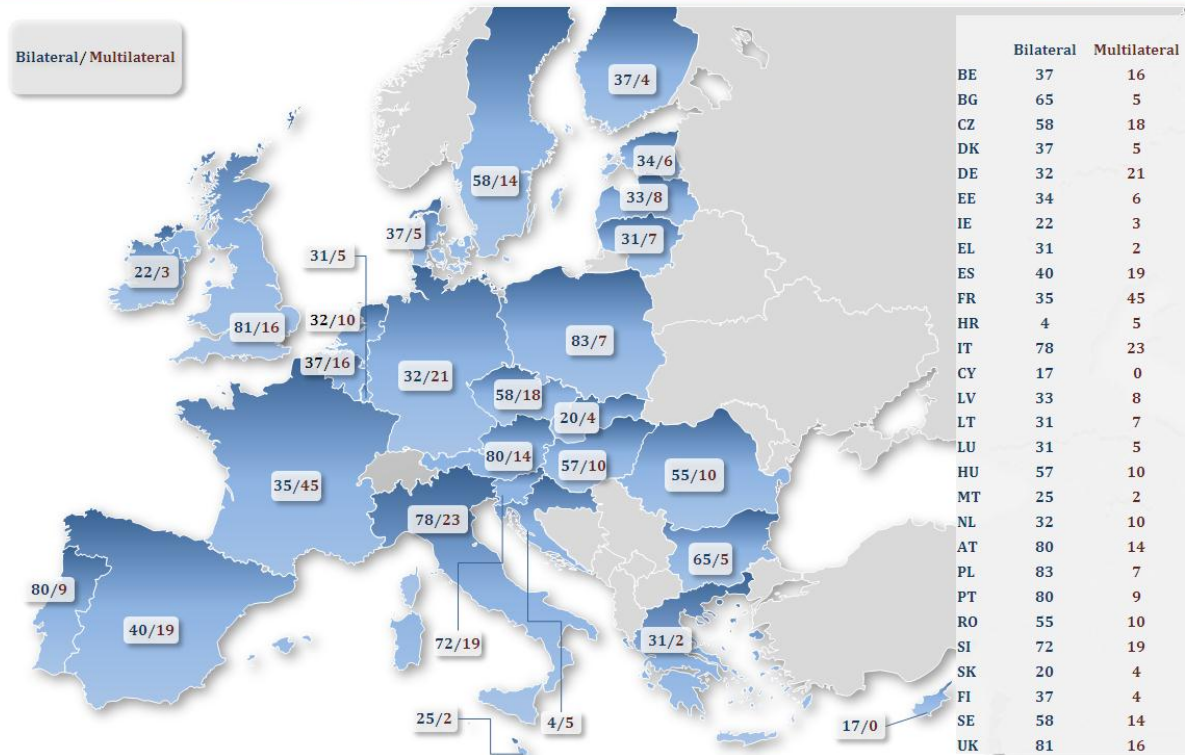 Bilateral/ Multilateral
37/4
34/6
58/14
33/8
37/5
31/7
31/5
22/3
81/16
32/10
83/7
37/16
32/21
58/18
20/4
80/14
57/10
55/10
35/45
78/23
65/5
80/9
40/19
72/19
31/2
25/2
4/5
17/0
Bilateral Multilateral
BE 37 16
BG 65 5
CZ 58 18
DK 37 5
DE 32 21
EE 34 6
IE 22 3
EL 31 2
ES 40 19
FR 35 45
HR 4 5
IT 78 23
CY 17 0
LV 33 8
LT 31 7
LU 31 5
HU 57 10
MT 25 2
NL 32 10
AT 80 14
PL 83 7
PT 80 9
RO 55 10
SI 72 19
SK 20 4
FI 37 4
SE 58 14
UK 81 16